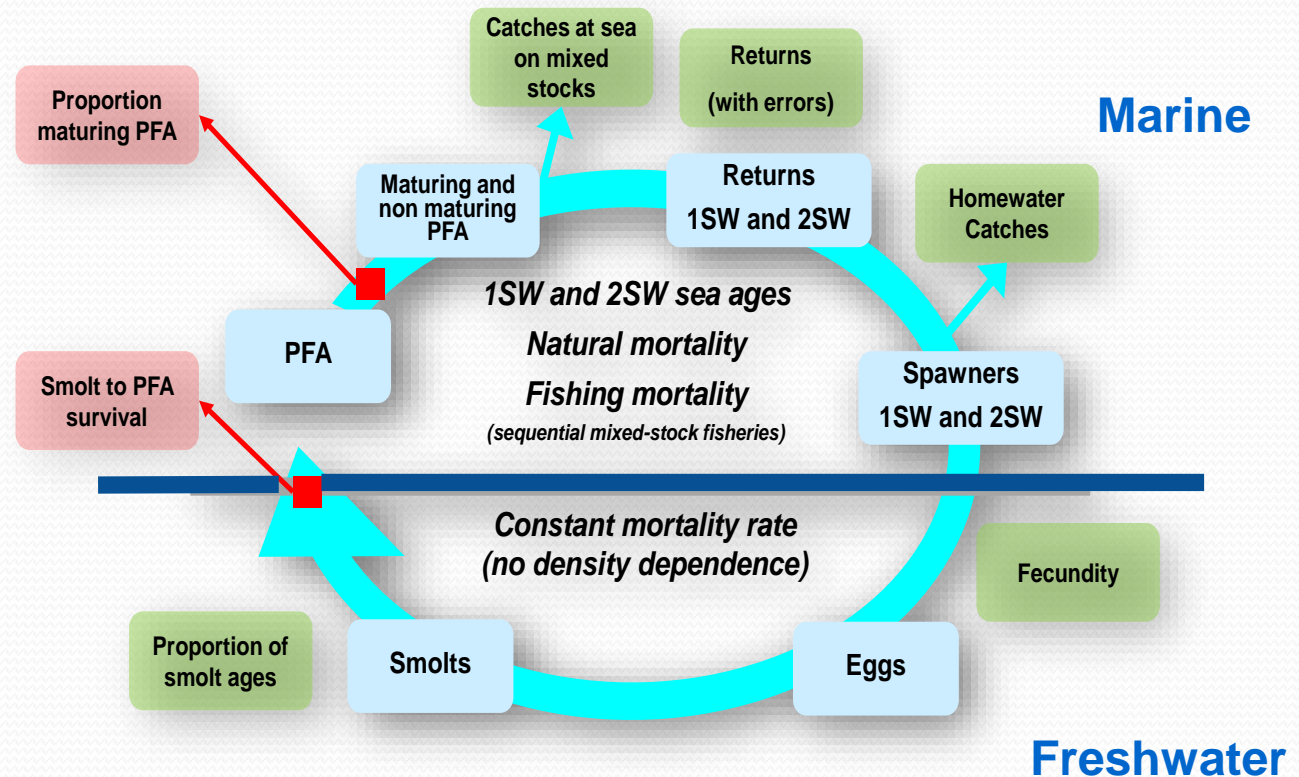 Catches at sea
on mixed
stocks
Returns
(with errors)
Marine
Proportion
maturing PFA
Maturing and
non maturing
PFA
Returns
1SW and 2SW
Homewater
Catches
1SW and 2SW sea ages
Natural mortality
Fishing mortality
(sequential mixed-stock fisheries)
PFA
Smolt to PFA
survival
Spawners
1SW and 2SW
Constant mortality rate
(no density dependence)
Fecundity
Proportion of
smolt ages
Smolts
Eggs
Freshwater